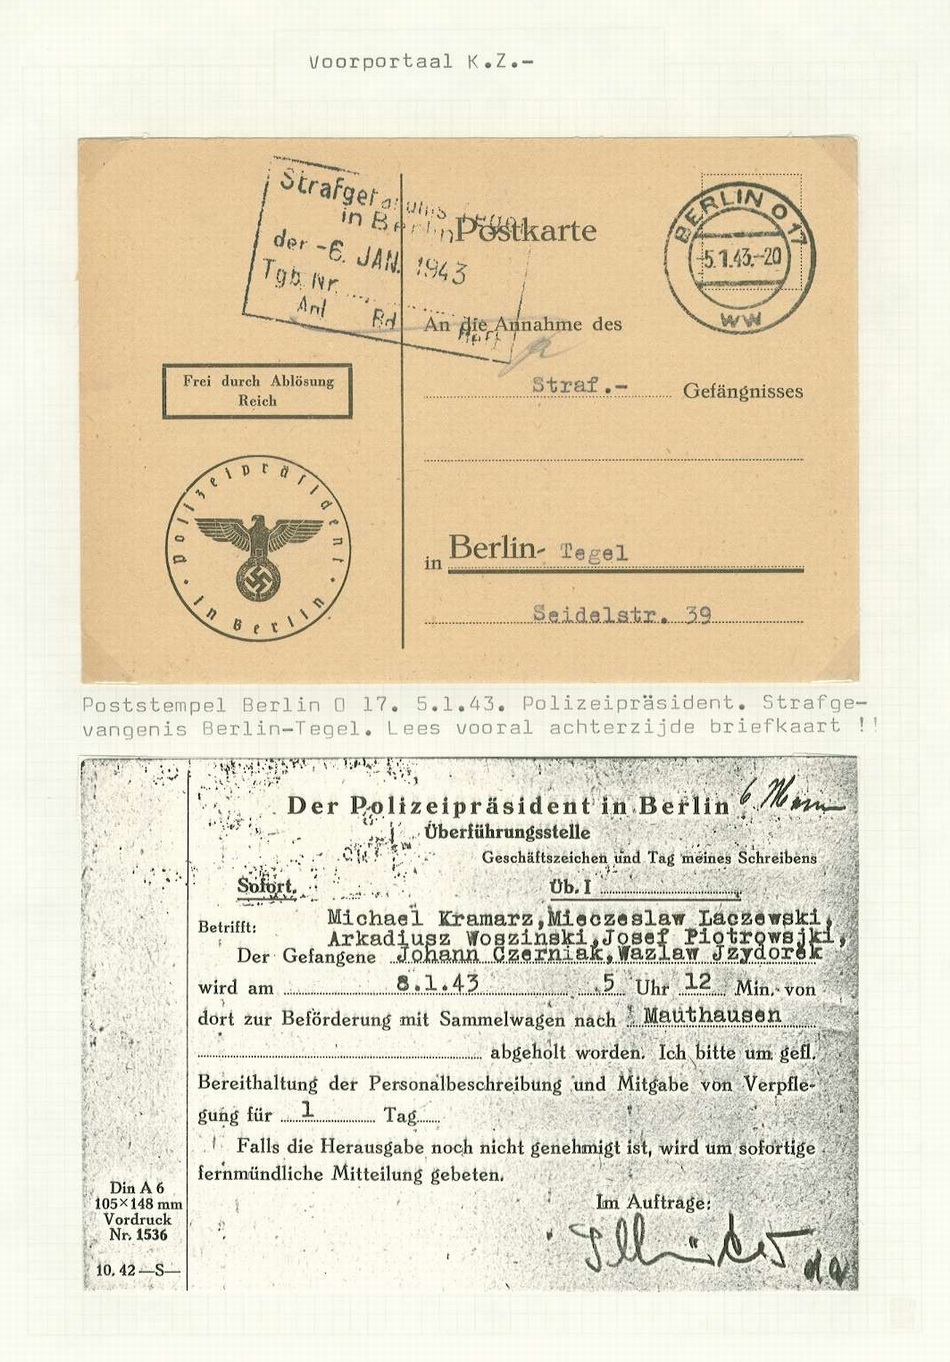 Voorportaal K.Z.-
Strafgefängnis Tegel
in Berlin
der -6. JAN. 1943
Tgb. Nr.
Anl Bd Heft
Postkarte
BERLIN O 17
-5.1.43.-20
ww
An die Annahme des
Straf.- Gefängnisses
Frei durch Ablösung
Reich
Polizeipräsident
in Berlin
in Berlin- Tegel
Seidelstr. 39
Poststempel Berlin O 17. 5.1.43. Polizeipräsident. Strafge-
vangenis Berlin-Tegel. Lees vooral achterzijde briefkaart !!
Der Polizeipräsident in Berlin 6 Mann
Überführungsstelle
Geschäftszeichen und Tag meines Schreibens
Sofort. Üb. I
Michael Kramarz,Mieczeslaw Laczewski,
Betrifft:
Arkadiusz Woszinski,Josef Piotrowsjki,
Der Gefangene Johann Czerniak,Wazlaw Jzydorek
wird am 8.1.43 5 Uhr 12 Min. von
dort zur Beförderung mit Sammelwagen nach Mauthausen
abgeholt worden. Ich bitte um gefl.
Bereithaltung der Personalbeschreibung und Mitgabe von Verpfle-
gung für 1 Tag
Falls die Herausgabe noch nicht genehmigt ist, wird um sofortige
fernmündliche Mitteilung gebeten.
Im Auftrage:
Din A 6
105×148 mm
Vordruck
Nr. 1536
10. 42 —S—